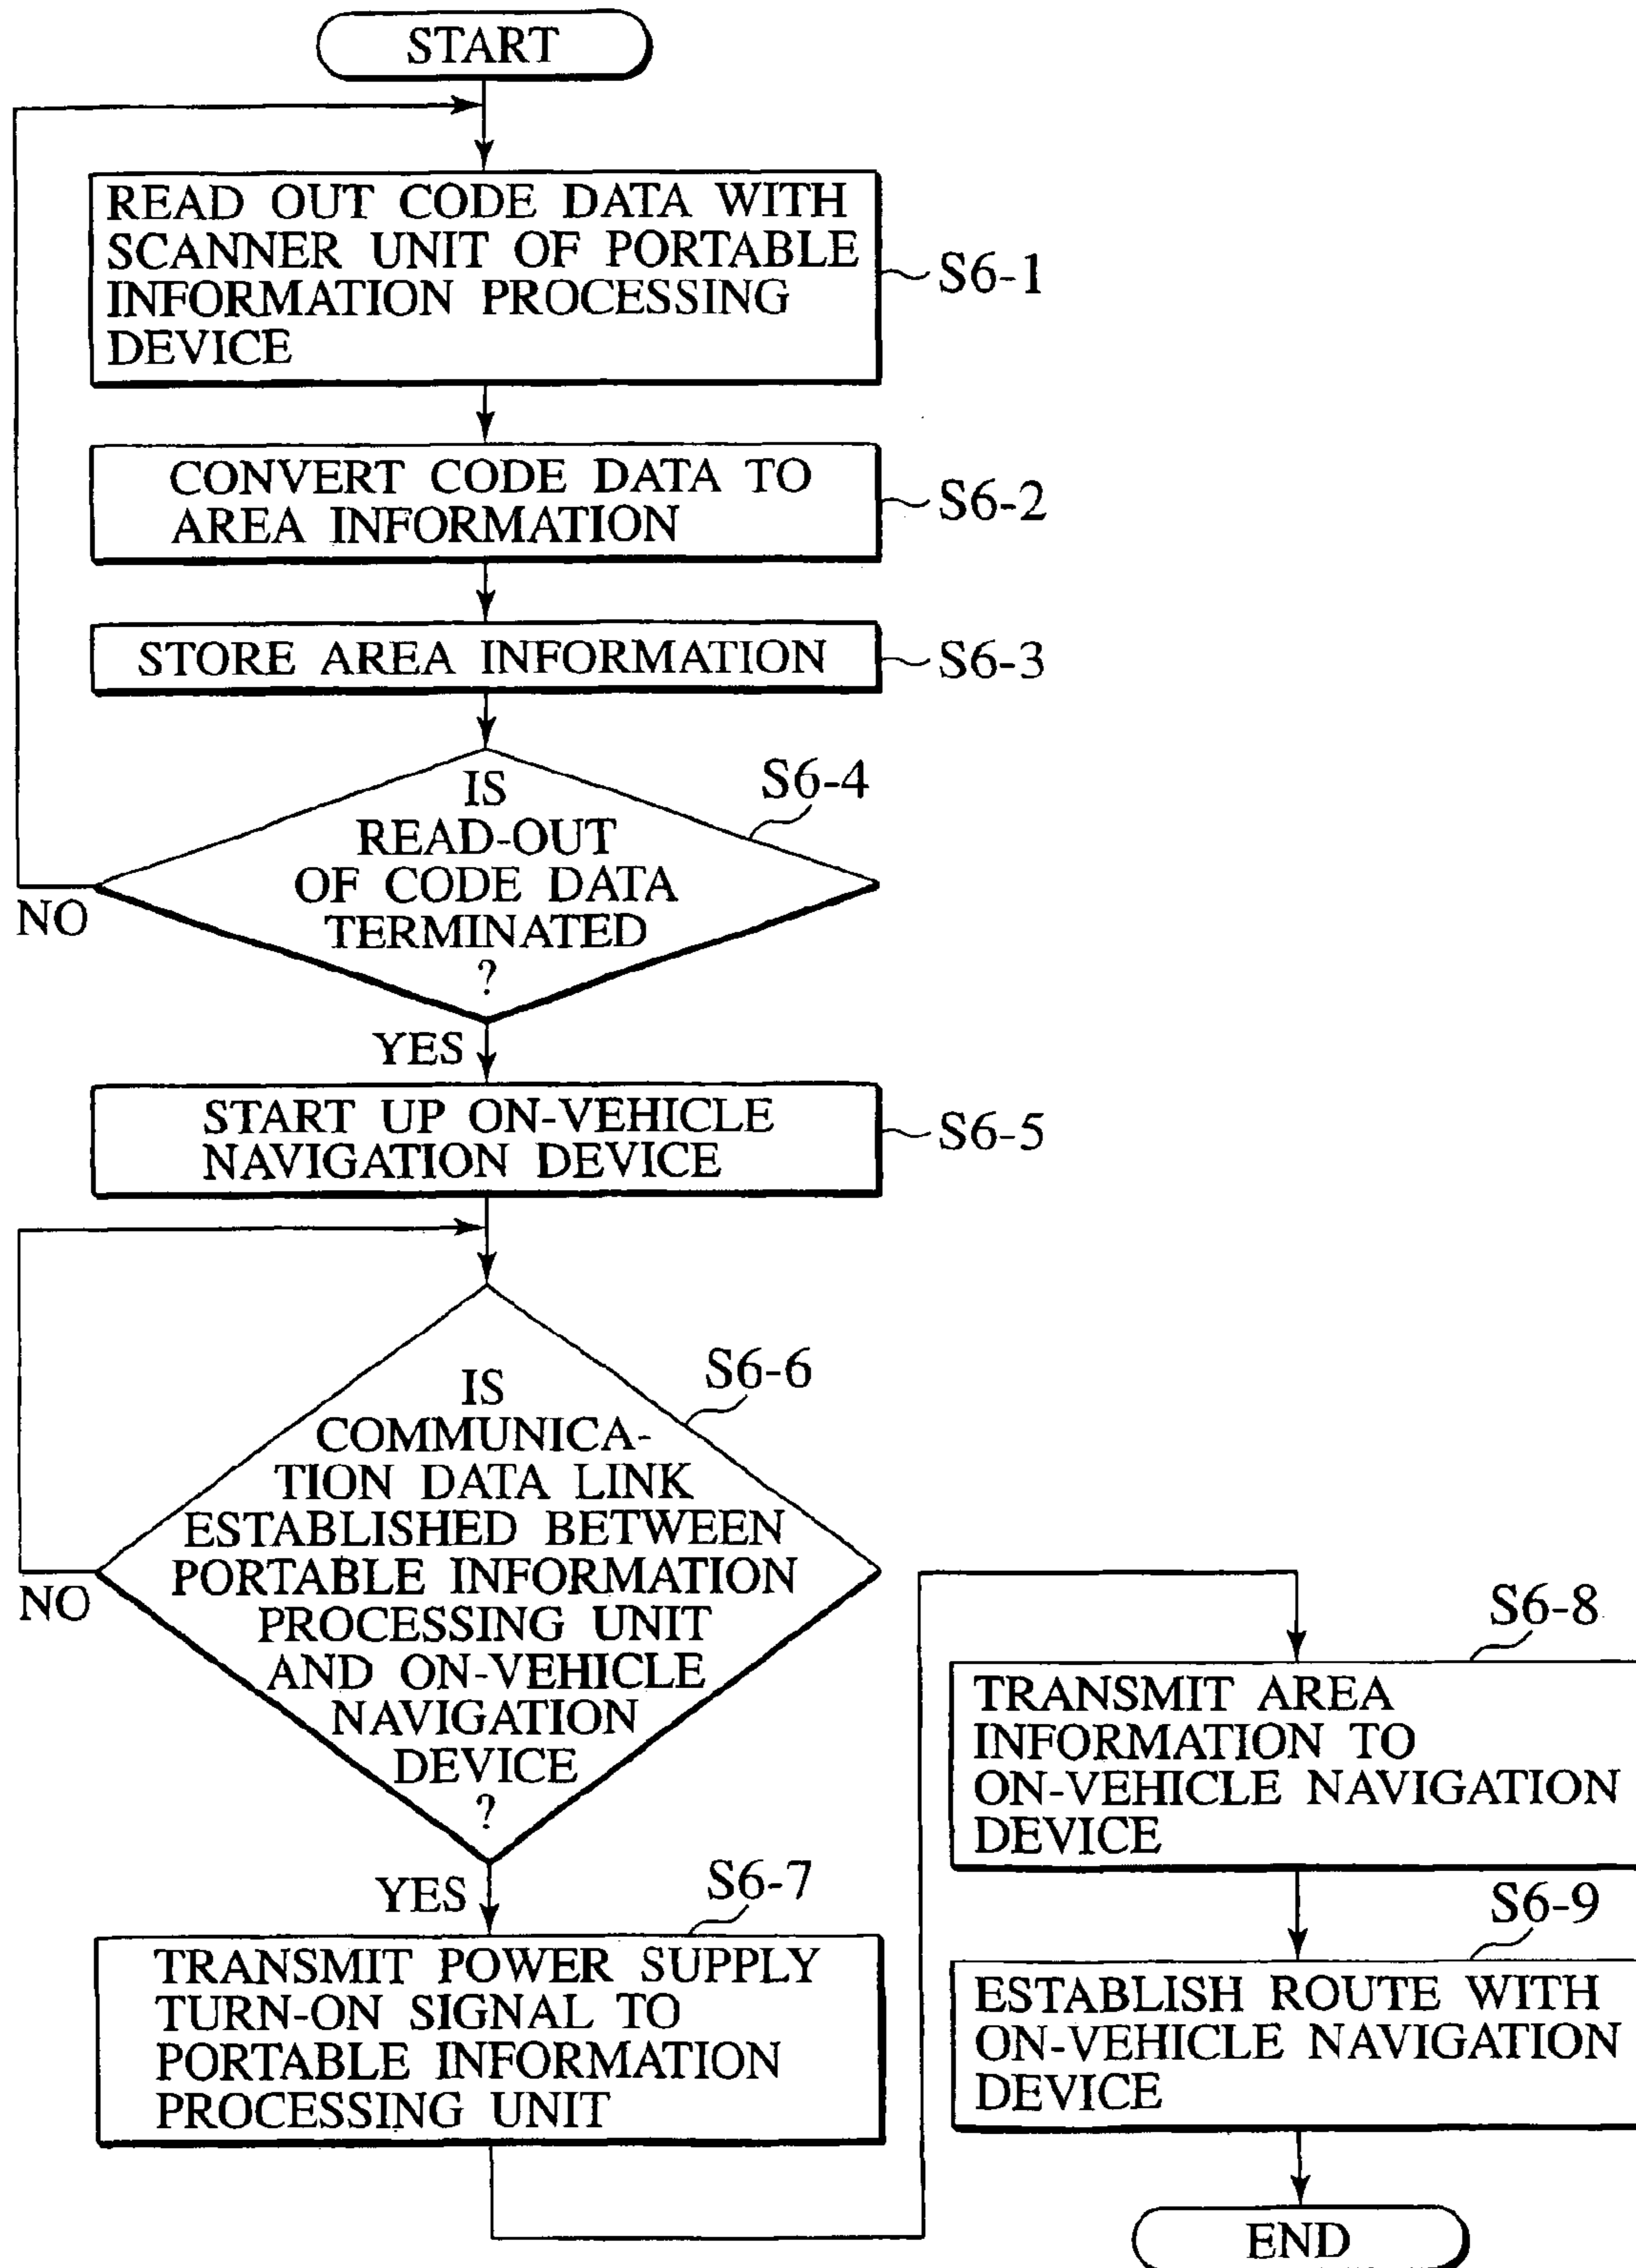 START
READ OUT CODE DATA WITH
SCANNER UNIT OF PORTABLE
INFORMATION PROCESSING
DEVICE
S6-1
CONVERT CODE DATA TO
AREA INFORMATION
S6-2
STORE AREA INFORMATION
S6-3
IS
READ-OUT
OF CODE DATA
TERMINATED
?
S6-4
NO
YES
START UP ON-VEHICLE
NAVIGATION DEVICE
S6-5
IS
COMMUNICA-
TION DATA LINK
ESTABLISHED BETWEEN
PORTABLE INFORMATION
PROCESSING UNIT
AND ON-VEHICLE
NAVIGATION
DEVICE
?
S6-6
NO
YES
S6-7
TRANSMIT POWER SUPPLY
TURN-ON SIGNAL TO
PORTABLE INFORMATION
PROCESSING UNIT
S6-8
TRANSMIT AREA
INFORMATION TO
ON-VEHICLE NAVIGATION
DEVICE
S6-9
ESTABLISH ROUTE WITH
ON-VEHICLE NAVIGATION
DEVICE
END